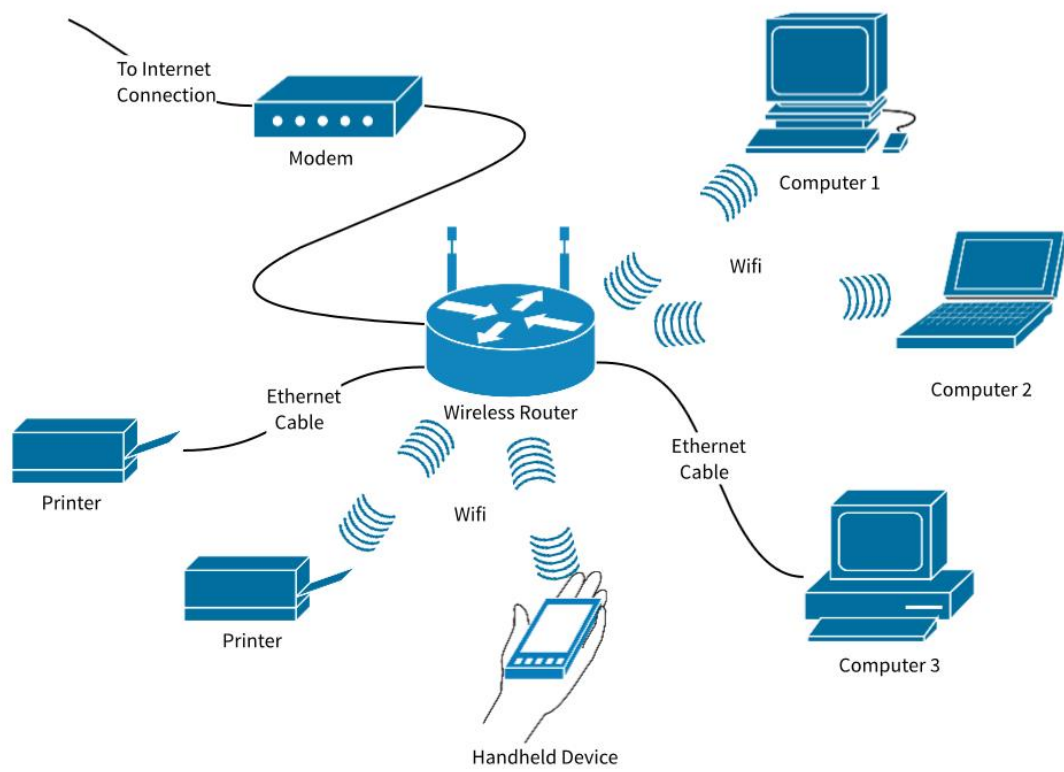 To Internet
Connection
Modem
Computer 1
Wifi
Computer 2
Ethernet
Cable
Wireless Router
Ethernet
Cable
Printer
Wifi
Printer
Computer 3
Handheld Device